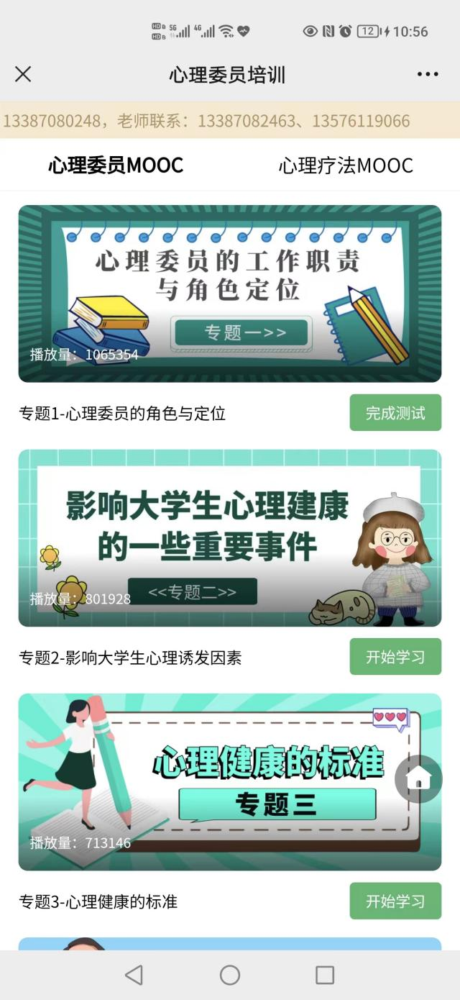 HD B 5G 4G 12 10:56
HD B
心理委员培训
13387080248，老师联系：13387082463、13576119066
心理委员MOOC 心理疗法MOOC
心理委员的工作职责
与角色定位
专题一>>
播放量：1065354
专题1-心理委员的角色与定位 完成测试
影响大学生心理建康
的一些重要事件
<<专题二>>
播放量：801928
专题2-影响大学生心理诱发因素 开始学习
心理健康的标准
专题三
播放量：713146
专题3-心理健康的标准 开始学习